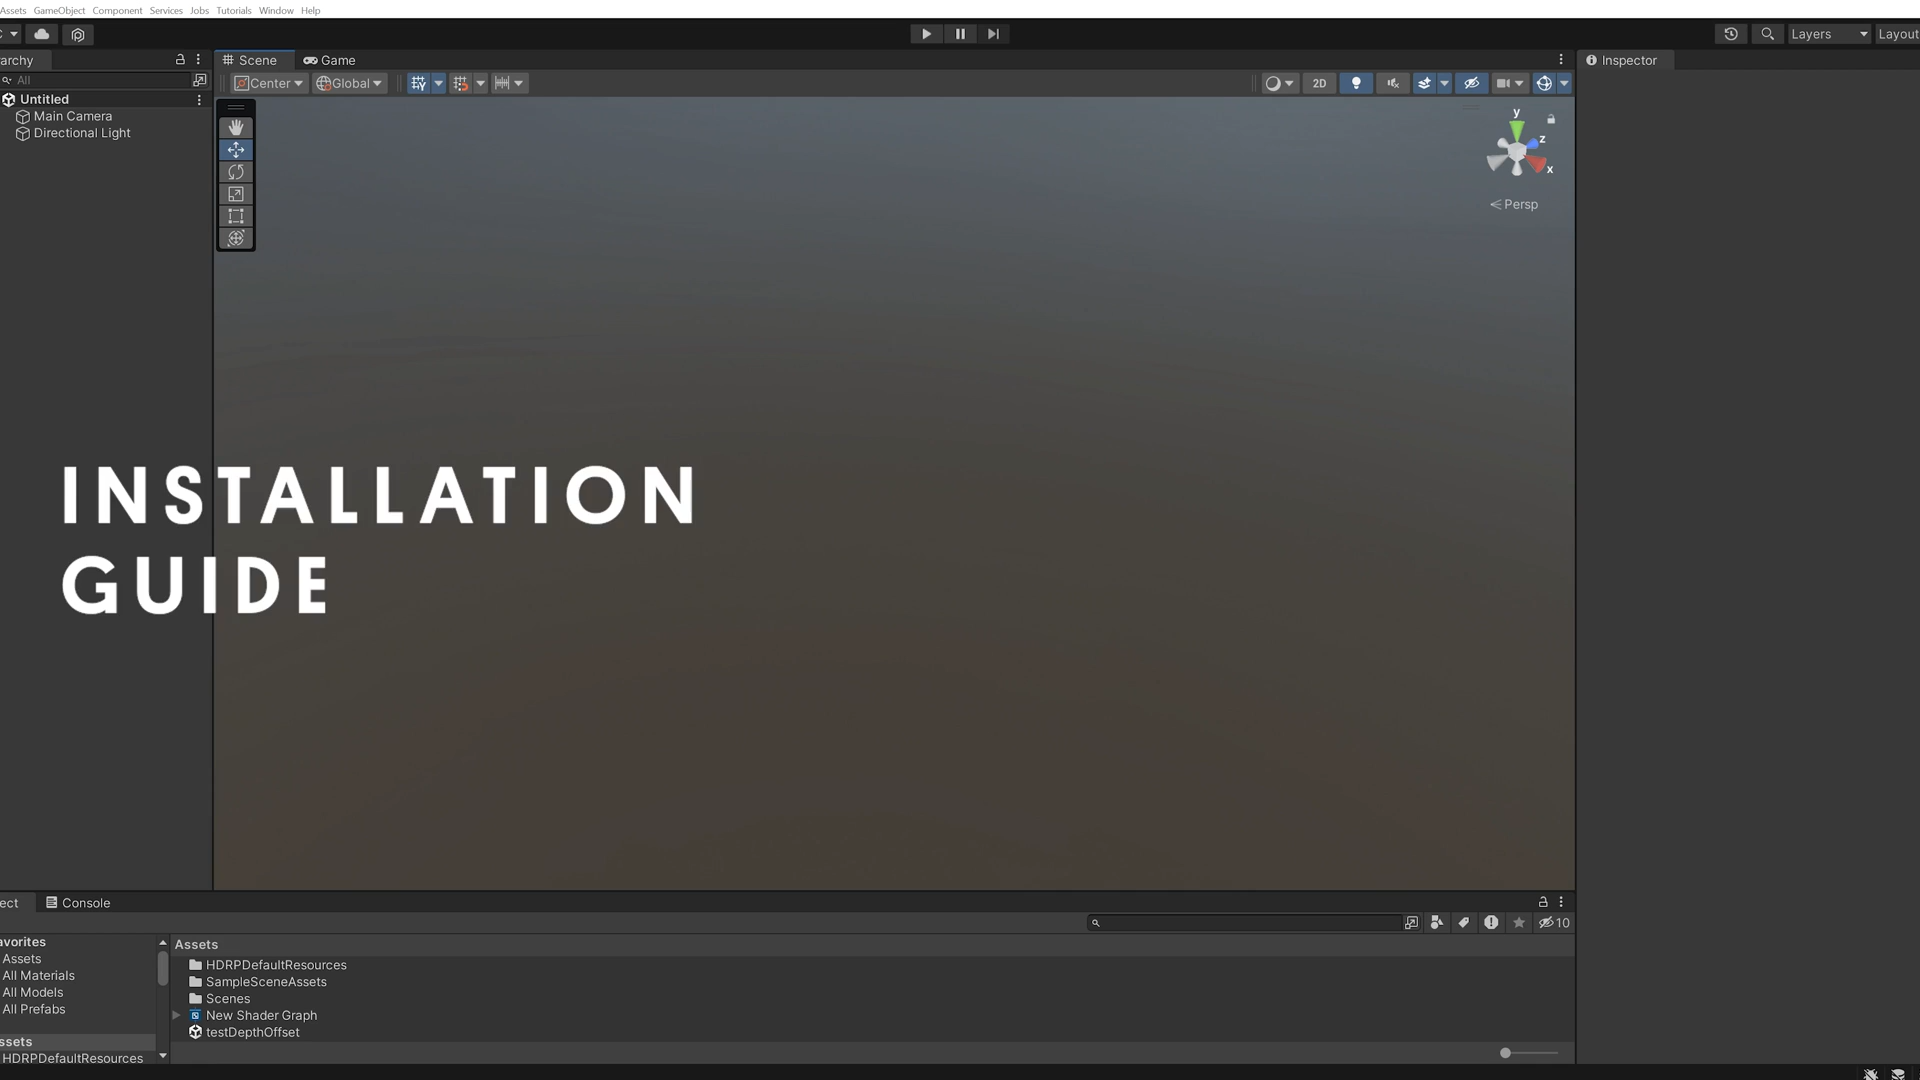 Assets GameObject Component Services Jobs Tutorials Window Help
Layers
Layout
rarchy
Scene
Game
Inspector
All
Center
Global
2D
Untitled
Main Camera
Directional Light
y
z
x
Persp
INSTALLATION
GUIDE
ect
Console
10
avorites
Assets
All Materials
All Models
All Prefabs
ssets
HDRPDefaultResources
Assets
HDRPDefaultResources
SampleSceneAssets
Scenes
New Shader Graph
testDepthOffset